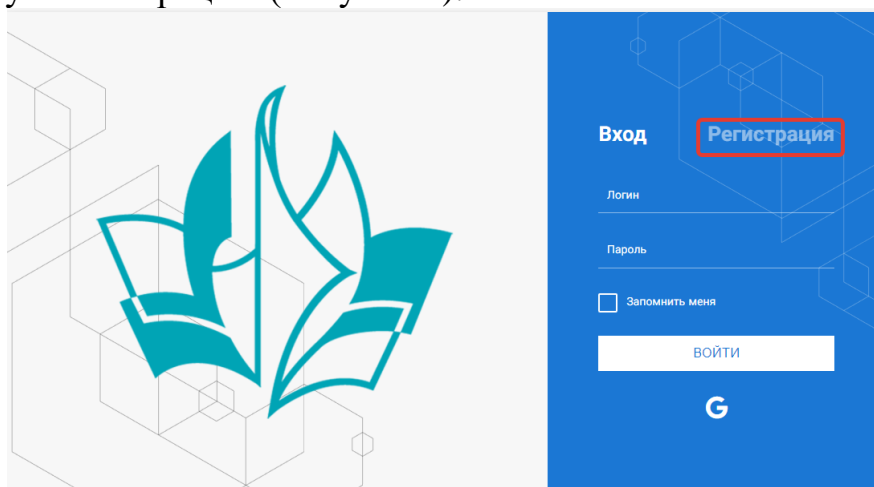 Вход Регистрация
Логин
Пароль
Запомнить меня
ВОЙТИ
G